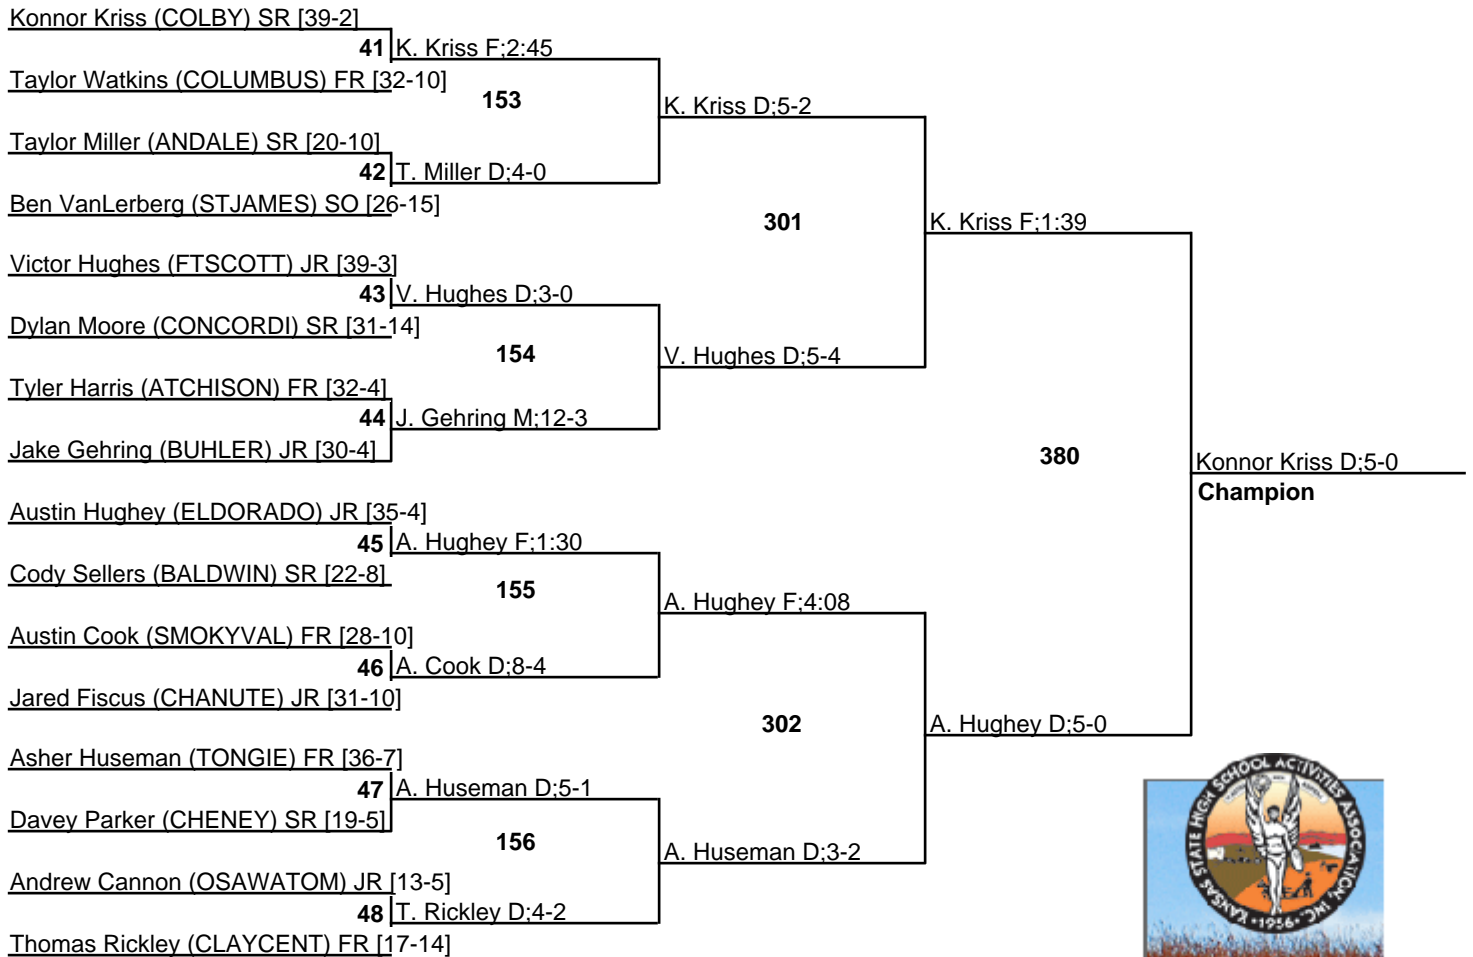 Konnor Kriss (COLBY) SR [39-2]
41 K. Kriss F;2:45
Taylor Watkins (COLUMBUS) FR [32-10]
153
K. Kriss D;5-2
Taylor Miller (ANDALE) SR [20-10]
42 T. Miller D;4-0
Ben VanLerberg (STJAMES) SO [26-15]
301
K. Kriss F;1:39
Victor Hughes (FTSCOTT) JR [39-3]
43 V. Hughes D;3-0
Dylan Moore (CONCORDI) SR [31-14]
154
V. Hughes D;5-4
Tyler Harris (ATCHISON) FR [32-4]
44 J. Gehring M;12-3
Jake Gehring (BUHLER) JR [30-4]
380
Konnor Kriss D;5-0
Champion
Austin Hughey (ELDORADO) JR [35-4]
45 A. Hughey F;1:30
Cody Sellers (BALDWIN) SR [22-8]
155
A. Hughey F;4:08
Austin Cook (SMOKYVAL) FR [28-10]
46 A. Cook D;8-4
Jared Fiscus (CHANUTE) JR [31-10]
302
A. Hughey D;5-0
Asher Huseman (TONGIE) FR [36-7]
47 A. Huseman D;5-1
Davey Parker (CHENEY) SR [19-5]
156
A. Huseman D;3-2
Andrew Cannon (OSAWATOM) JR [13-5]
48 T. Rickley D;4-2
Thomas Rickley (CLAYCENT) FR [17-14]
KANSAS STATE HIGH SCHOOL ACTIVITIES ASSOCIATION, INC.
1956